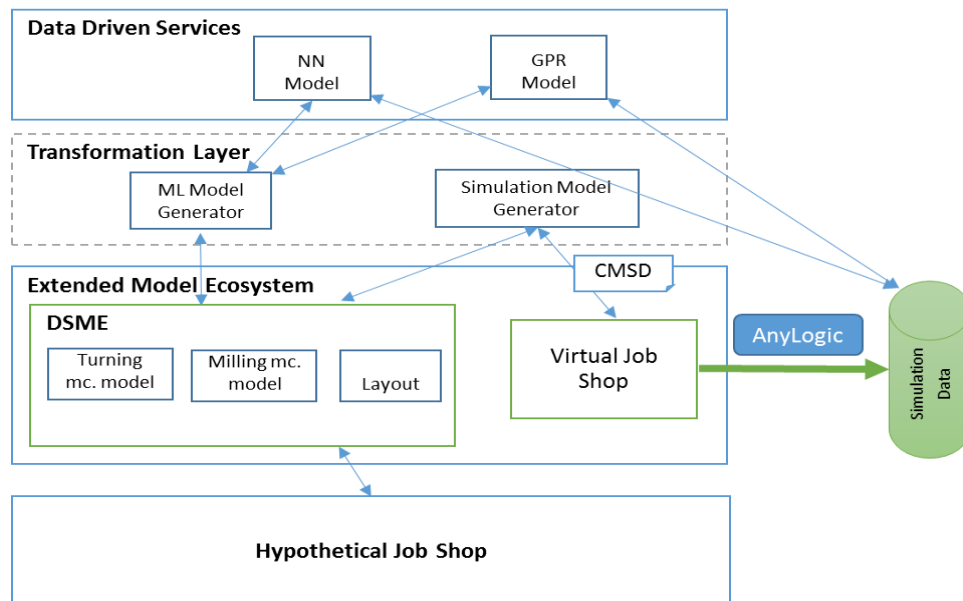 Data Driven Services
NN
Model
GPR
Model
Transformation Layer
ML Model
Generator
Simulation Model
Generator
CMSD
Extended Model Ecosystem
DSME
Turning
mc. model
Milling mc.
model
Layout
Virtual Job
Shop
AnyLogic
Simulation
Data
Hypothetical Job Shop